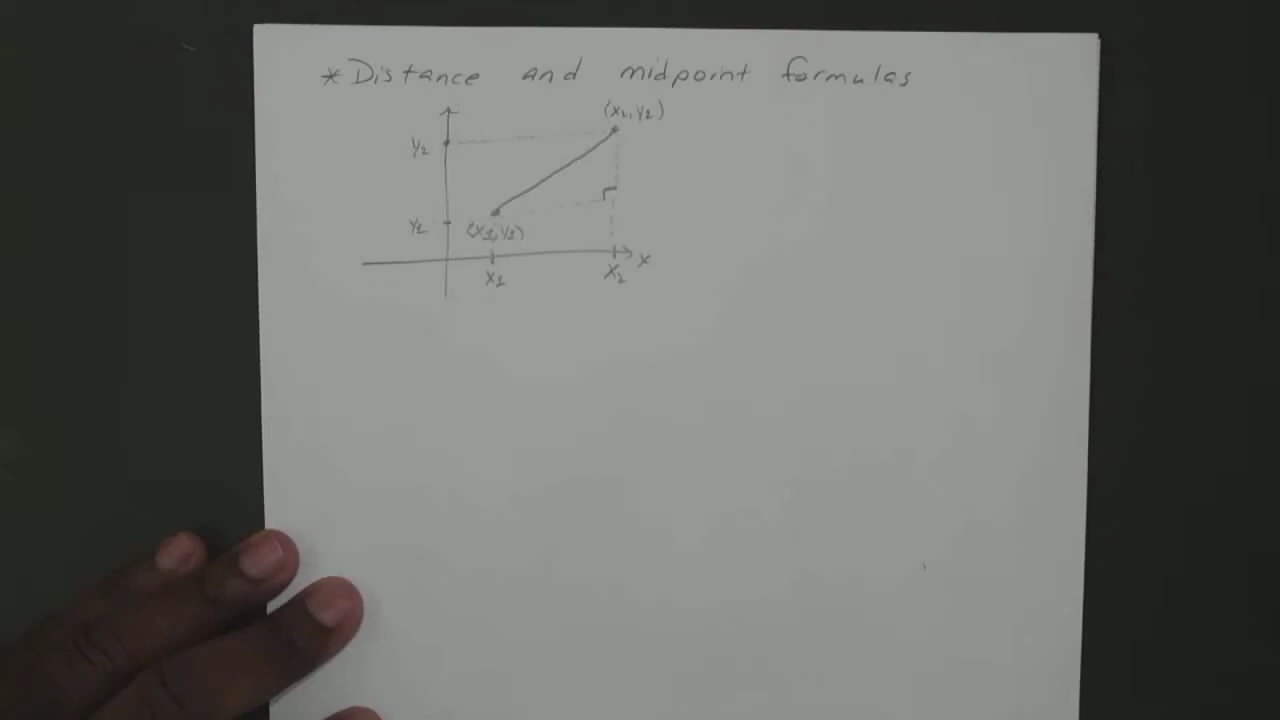 *Distance and midpoint formulas
(x₂,y₂)
y₂
y₁
(x₁,y₁)
x
x₁
x₂